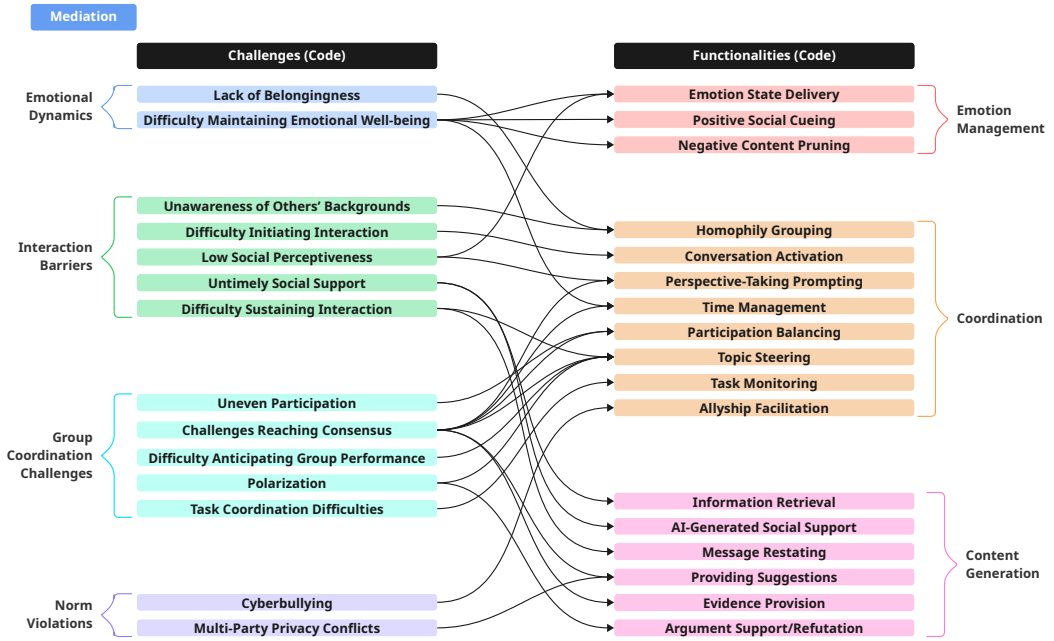 Mediation
Challenges (Code)
Functionalities (Code)
Emotional
Dynamics
Lack of Belongingness
Difficulty Maintaining Emotional Well-being
Emotion State Delivery
Positive Social Cueing
Negative Content Pruning
Emotion
Management
Interaction
Barriers
Unawareness of Others’ Backgrounds
Difficulty Initiating Interaction
Low Social Perceptiveness
Untimely Social Support
Difficulty Sustaining Interaction
Homophily Grouping
Conversation Activation
Perspective-Taking Prompting
Time Management
Participation Balancing
Topic Steering
Task Monitoring
Allyship Facilitation
Coordination
Group
Coordination
Challenges
Uneven Participation
Challenges Reaching Consensus
Difficulty Anticipating Group Performance
Polarization
Task Coordination Difficulties
Information Retrieval
AI-Generated Social Support
Message Restating
Providing Suggestions
Evidence Provision
Argument Support/Refutation
Content
Generation
Norm
Violations
Cyberbullying
Multi-Party Privacy Conflicts